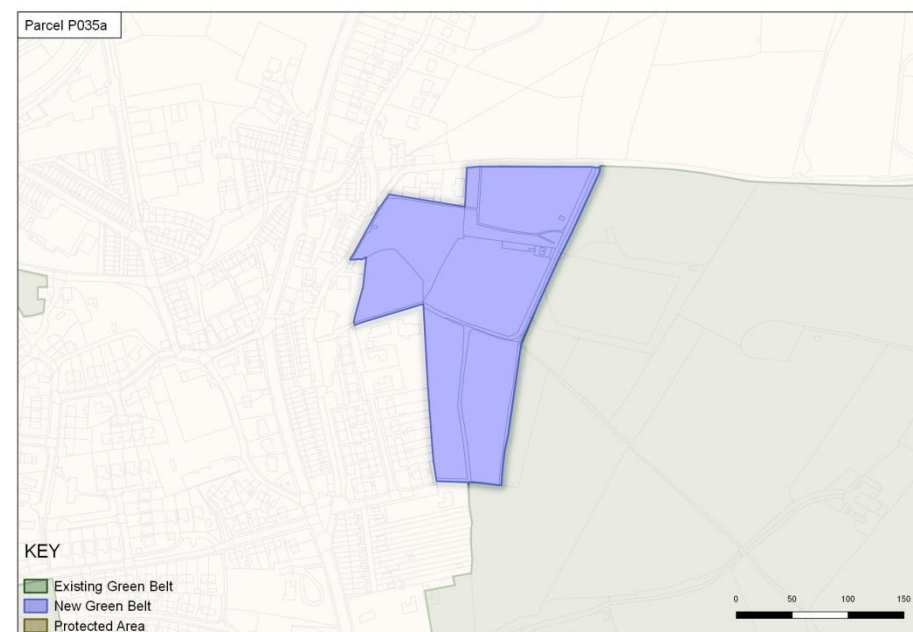 Parcel P035a
KEY
Existing Green Belt
New Green Belt
Protected Area
0 50 100 150